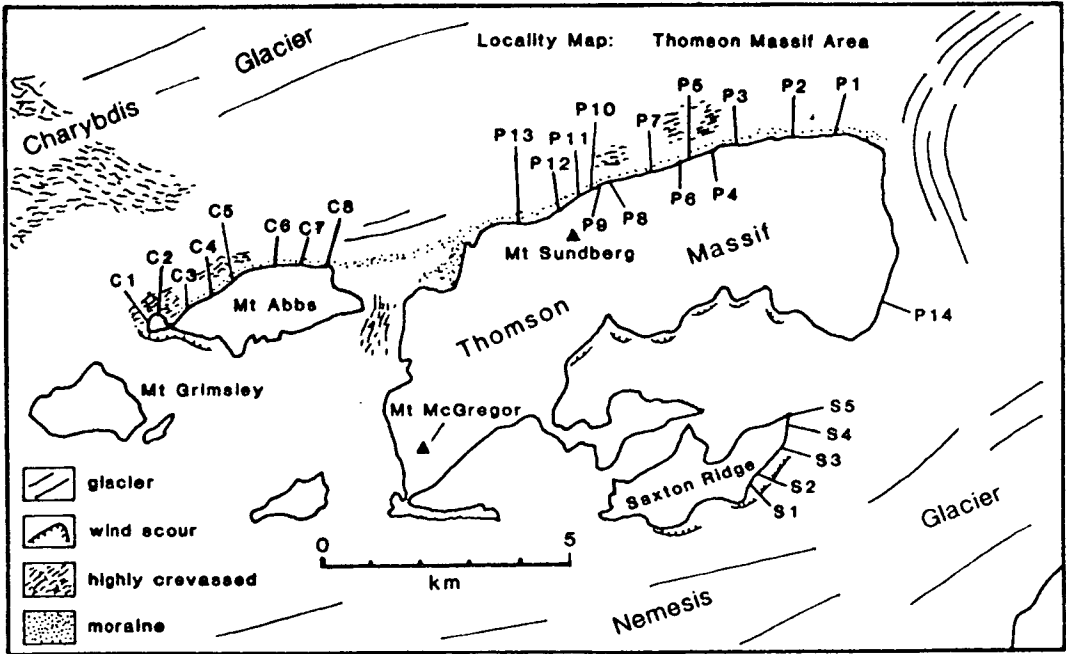 Locality Map: Thomson Massif Area
Glacier
Charybdis
P1
P2
P3
P5
P7
P10
P11
P13
P12
P4
P6
P8
P9
P14
C8
C7
C6
C5
C4
C3
C2
C1
Mt Sundberg
Massif
Thomson
Mt Abbs
Mt Grimsley
Mt McGregor
S5
S4
S3
S2
S1
Saxton Ridge
Glacier
Nemesis
glacier
wind scour
highly crevassed
moraine
0 5
km